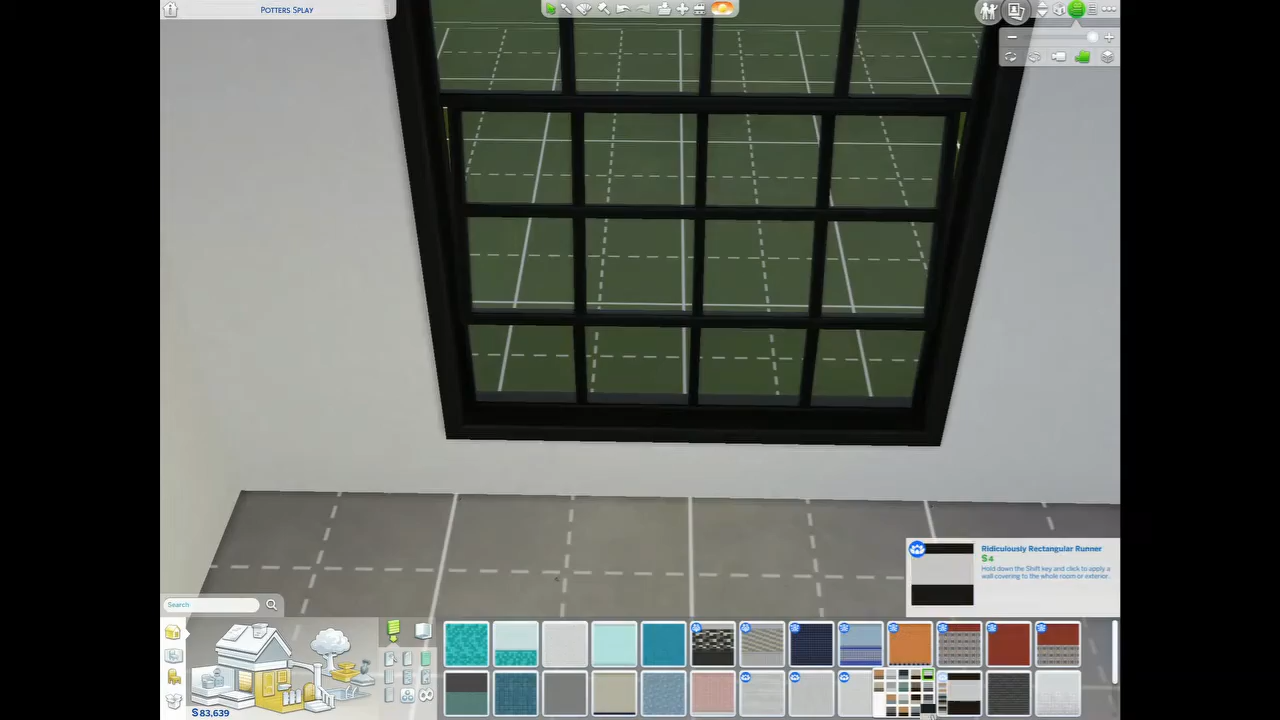 POTTERS SPLAY
Ridiculously Rectangular Runner
$4
Hold down the Shift key and click to apply a
wall covering to the whole room or exterior.
Search
$83,639